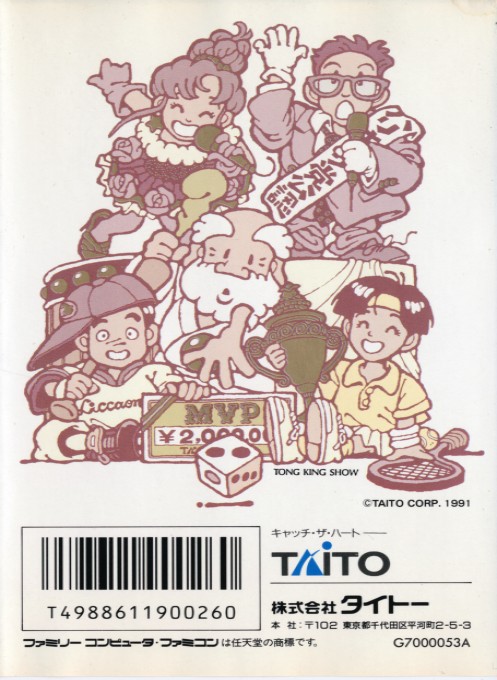 Ciccaom
MVP
¥2,000,00
TONG KING SHOW
©TAITO CORP. 1991
キャッチ・ザ・ハート
TAITO
T4988611900260
株式会社 タイトー
本 社：〒102 東京都千代田区平河町2-5-3
ファミリー コンピュータ・ファミコンは任天堂の商標です。
G7000053A